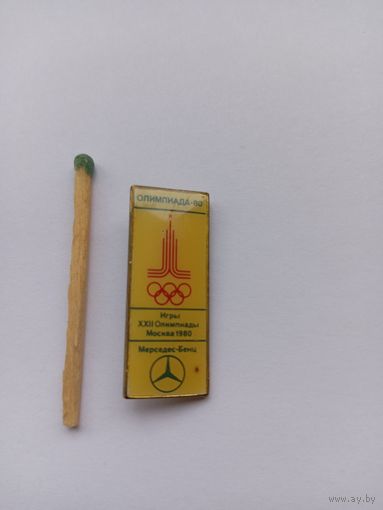 ОЛИМПИАДА-80
Игры
XXII Олимпиады
Москва 1980
Мерседес-Бенц
www.ay.by